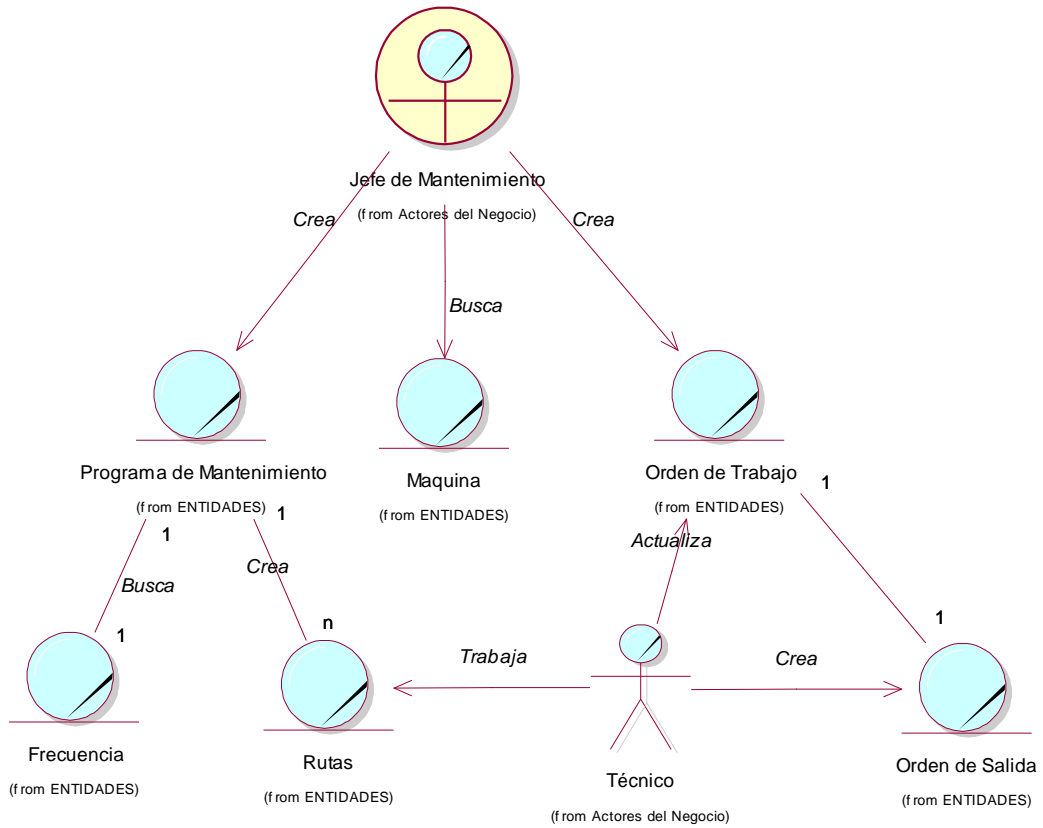 Jefe de Mantenimiento
(from Actores del Negocio)
Crea
Crea
Busca
Programa de Mantenimiento
(from ENTIDADES)
Maquina
(from ENTIDADES)
Orden de Trabajo
(from ENTIDADES)
1
1
1
Actualiza
Busca
Crea
1
n
1
Trabaja
Crea
Frecuencia
(from ENTIDADES)
Rutas
(from ENTIDADES)
Técnico
(from Actores del Negocio)
Orden de Salida
(from ENTIDADES)